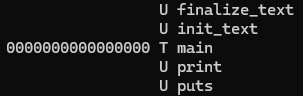 U finalize_text
U init_text
0000000000000000 T main
U print
U puts